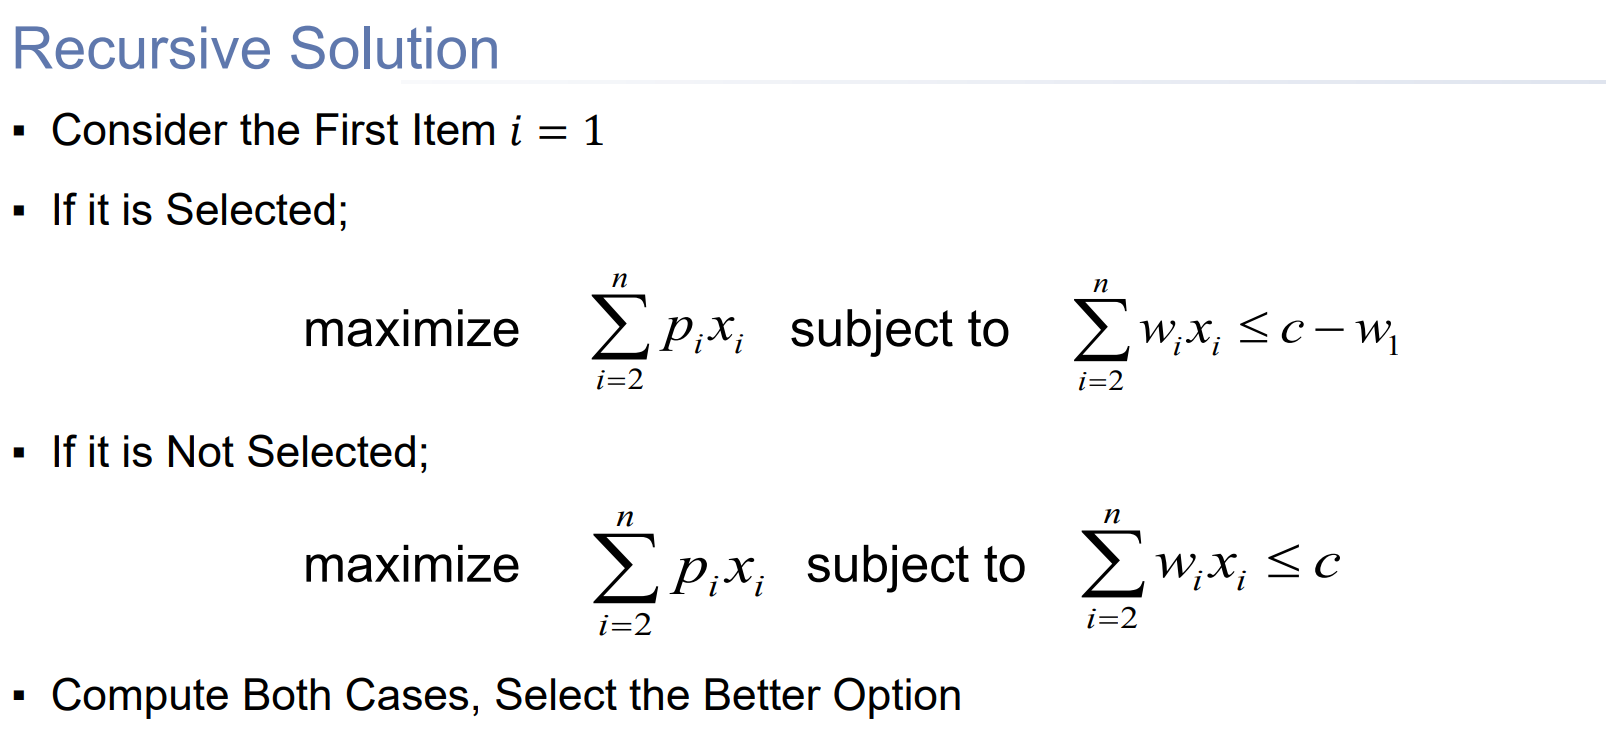 Recursive Solution
▪ Consider the First Item 𝑖 = 1
▪ If it is Selected;
maximize $\sum_{i=2}^{n} p_i x_i$ subject to $\sum_{i=2}^{n} w_i x_i \leq c - w_1$
▪ If it is Not Selected;
maximize $\sum_{i=2}^{n} p_i x_i$ subject to $\sum_{i=2}^{n} w_i x_i \leq c$
▪ Compute Both Cases, Select the Better Option